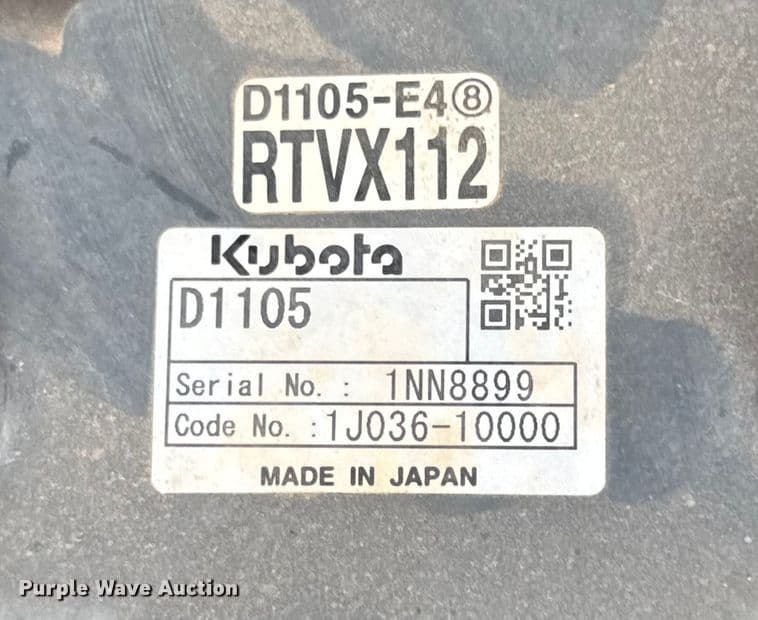 D1105-E4⑧
RTVX112
Kubota
D1105
Serial No. : 1NN8899
Code No. : 1J036-10000
MADE IN JAPAN
Purple Wave Auction